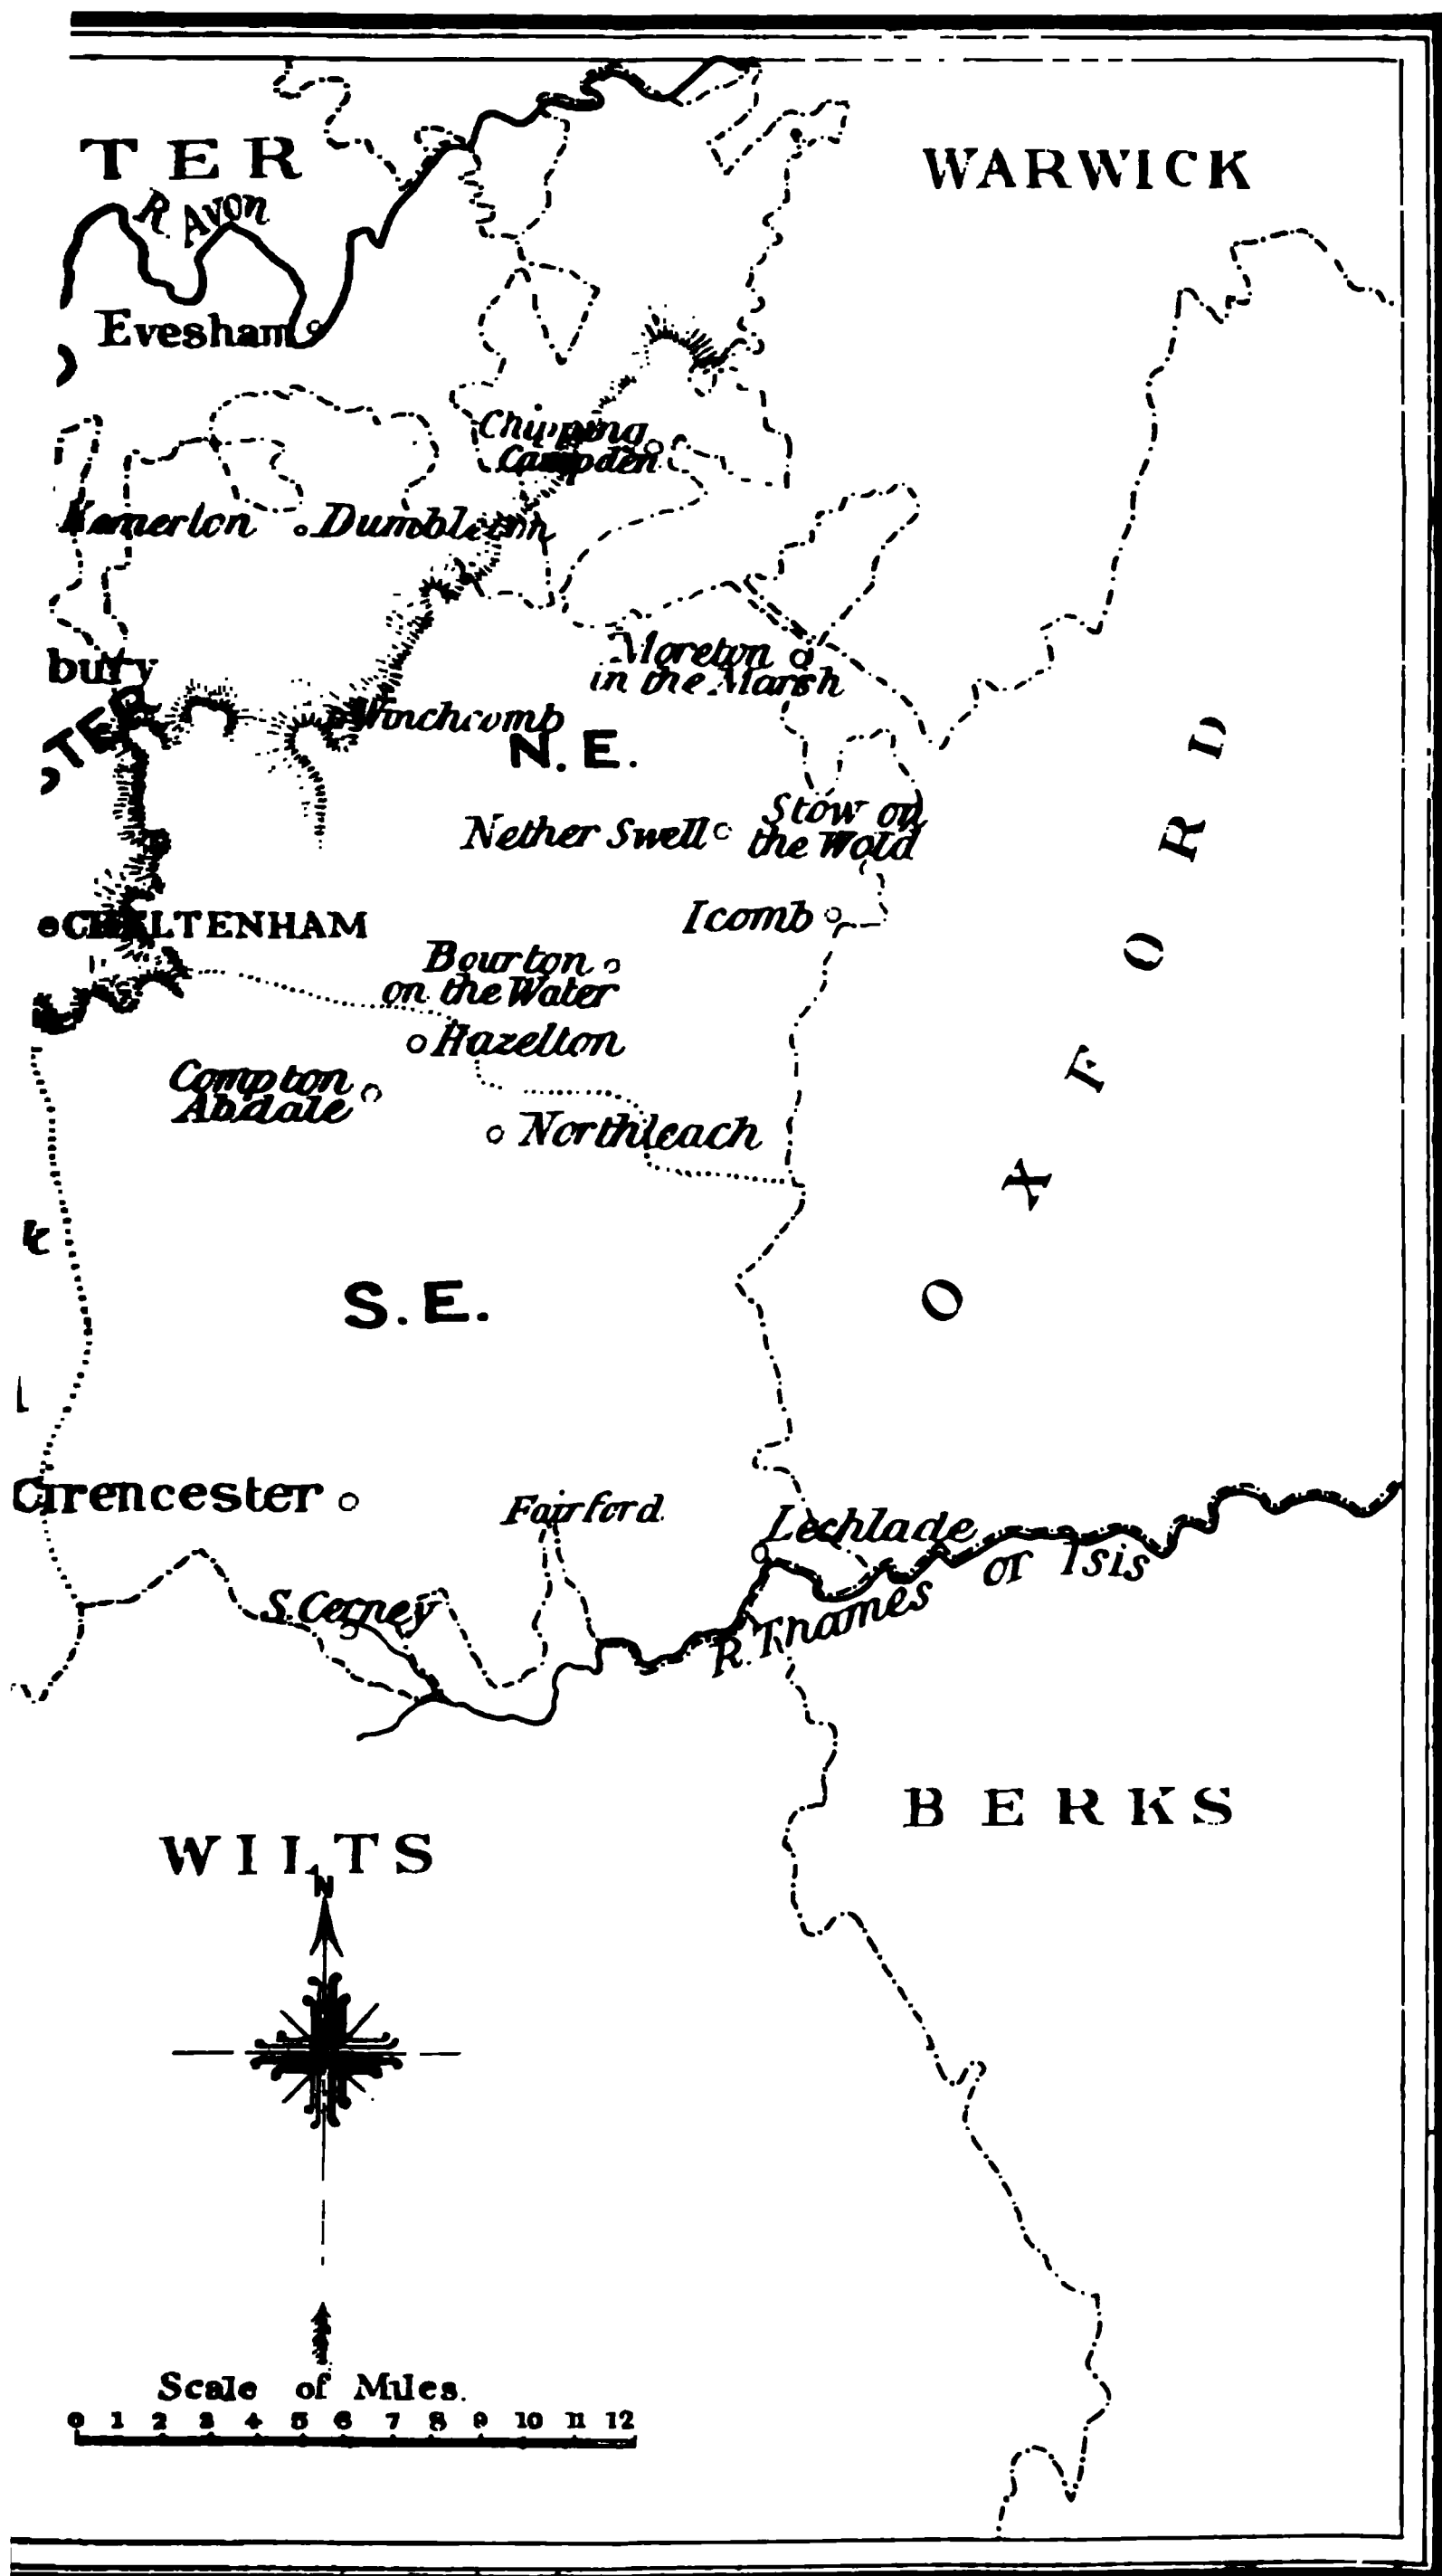 TER
WARWICK
R. Avon
Evesham
Chipping
Campden
Kemerton
Dumbleton
Moreton
in the Marsh
bury
TER
Winchcomb
N.E.
Stow on
the Wold
Nether Swell
Icomb
CHELTENHAM
Bourton
on the Water
Hazelton
Compton
Abdale
Northleach
OXFORD
S.E.
Cirencester
Fairford
Lechlade
R. Thames or Isis
S. Cerney
BERKS
WILTS
N
Scale of Miles.
0 1 2 3 4 5 6 7 8 9 10 11 12